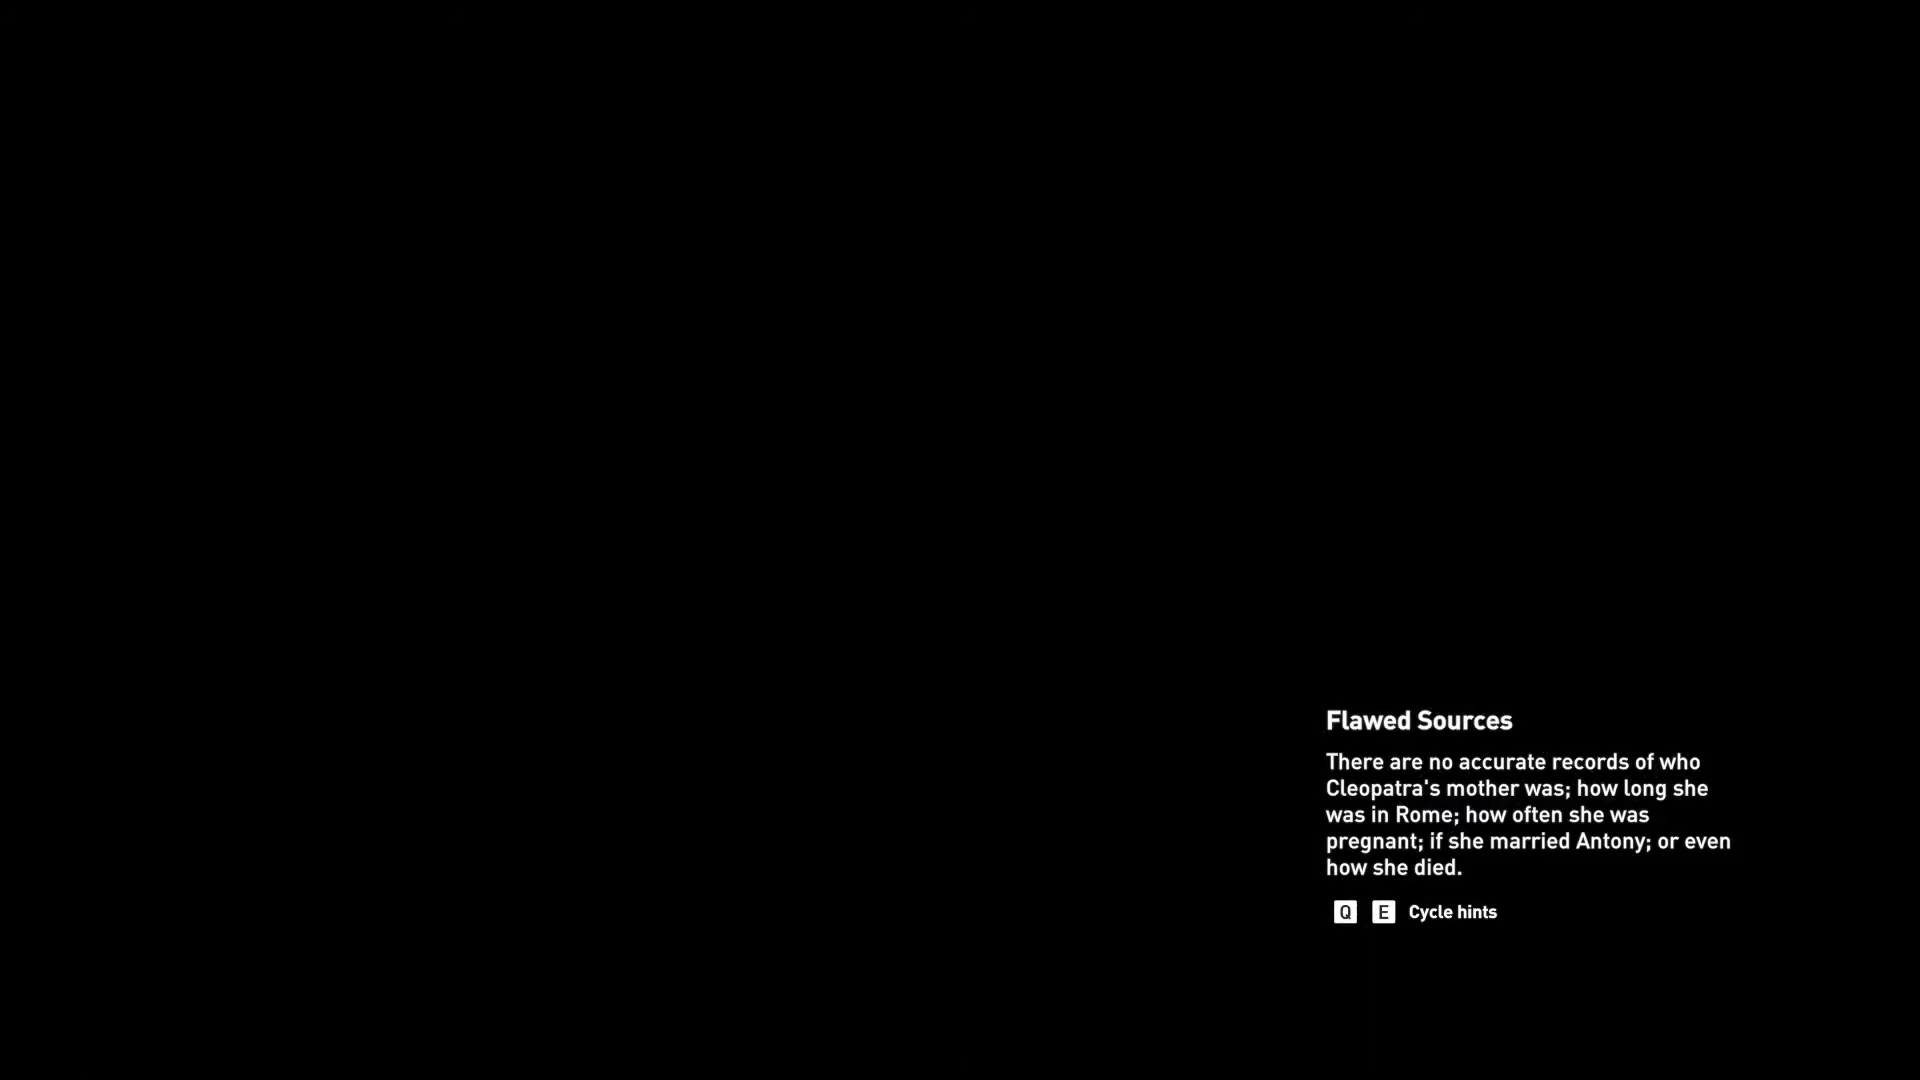 Flawed Sources
There are no accurate records of who
Cleopatra's mother was; how long she
was in Rome; how often she was
pregnant; if she married Antony; or even
how she died.
Q E Cycle hints